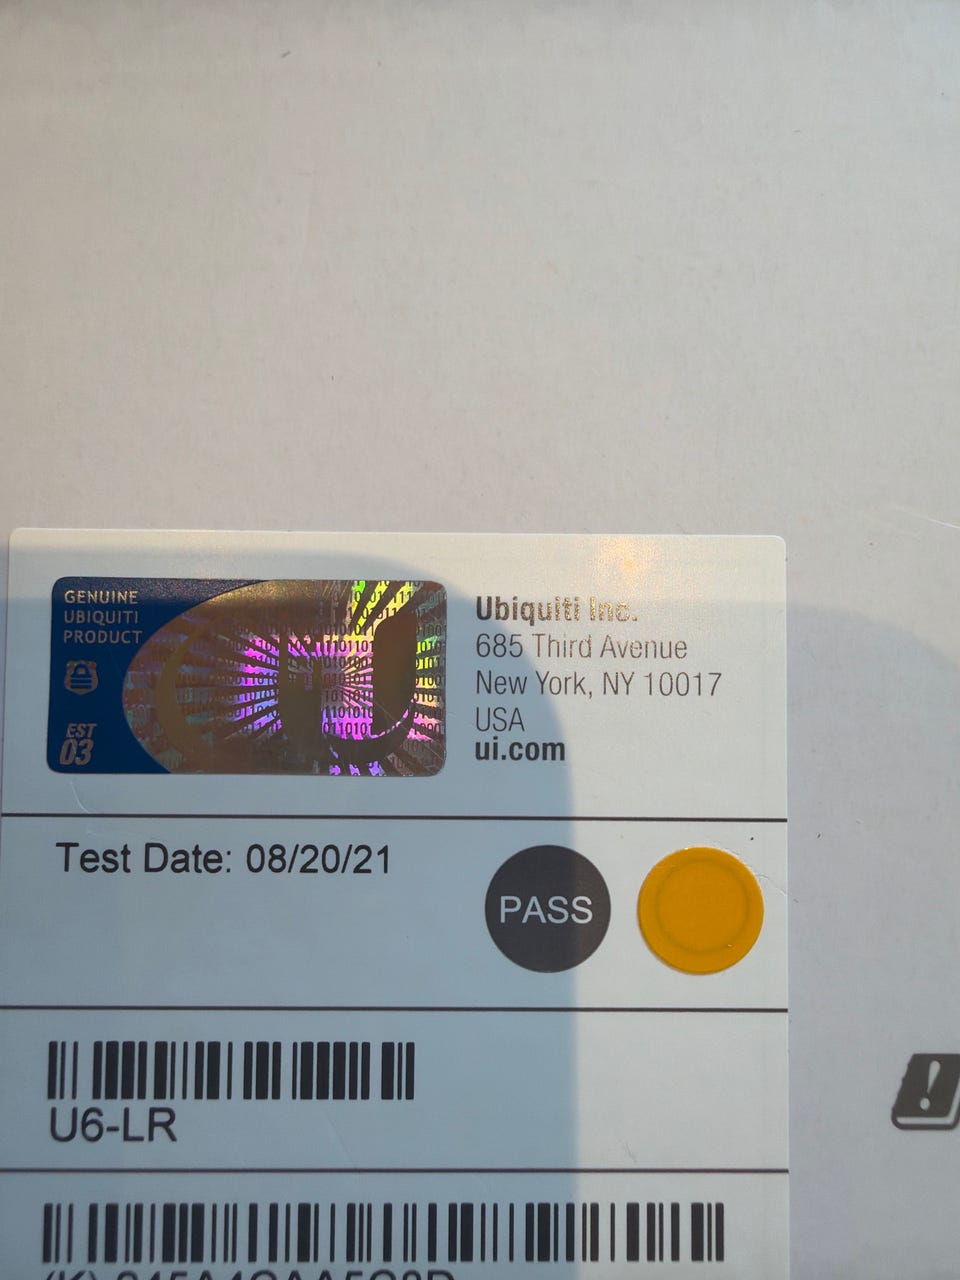 GENUINE
UBIQUITI
PRODUCT
EST
03
Ubiquiti Inc.
685 Third Avenue
New York, NY 10017
USA
ui.com
Test Date: 08/20/21
PASS
U6-LR